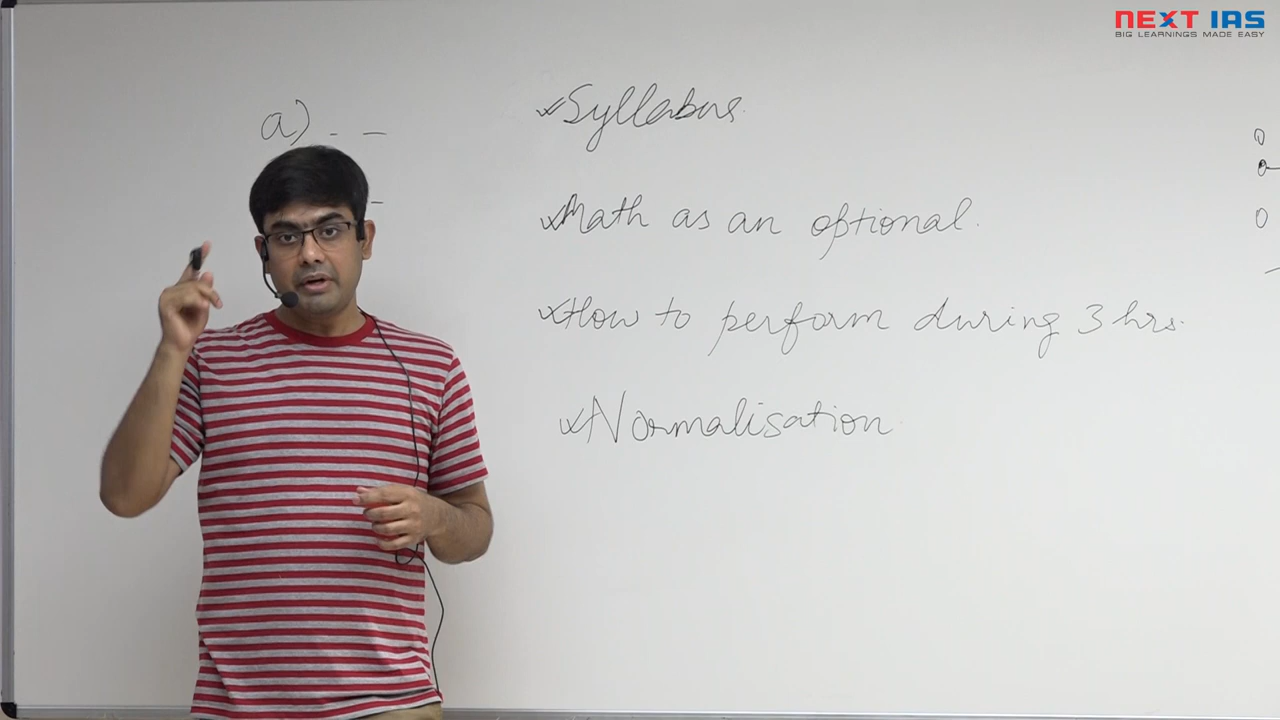 NEXT IAS
BIG LEARNINGS MADE EASY
a) - -
Syllabus.
Math as an optional.
How to perform during 3 hrs.
Normalisation